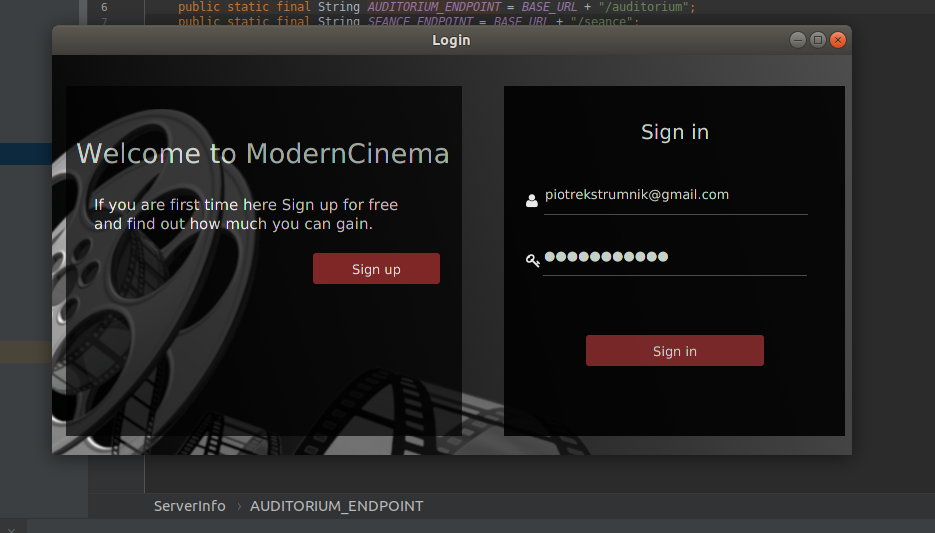 6 public static final String AUDITORIUM_ENDPOINT = BASE_URL + "/auditorium";
7 public static final String SEANCE_ENDPOINT = BASE_URL + "/seance";
Login
Welcome to ModernCinema
If you are first time here Sign up for free
and find out how much you can gain.
Sign up
Sign in
piotrekstrumnik@gmail.com
●●●●●●●●●●●
Sign in
ServerInfo › AUDITORIUM_ENDPOINT